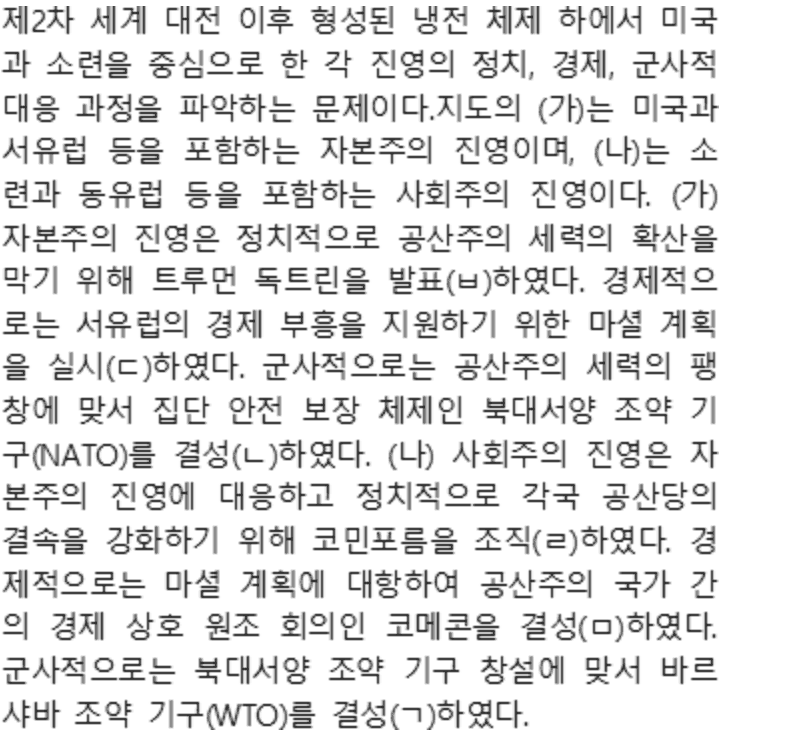 제2차 세계 대전 이후 형성된 냉전 체제 하에서 미국
과 소련을 중심으로 한 각 진영의 정치, 경제, 군사적
대응 과정을 파악하는 문제이다.지도의 (가)는 미국과
서유럽 등을 포함하는 자본주의 진영이며, (나)는 소
련과 동유럽 등을 포함하는 사회주의 진영이다. (가)
자본주의 진영은 정치적으로 공산주의 세력의 확산을
막기 위해 트루먼 독트린을 발표(ㅂ)하였다. 경제적으
로는 서유럽의 경제 부흥을 지원하기 위한 마셜 계획
을 실시(ㄷ)하였다. 군사적으로는 공산주의 세력의 팽
창에 맞서 집단 안전 보장 체제인 북대서양 조약 기
구(NATO)를 결성(ㄴ)하였다. (나) 사회주의 진영은 자
본주의 진영에 대응하고 정치적으로 각국 공산당의
결속을 강화하기 위해 코민포름을 조직(ㄹ)하였다. 경
제적으로는 마셜 계획에 대항하여 공산주의 국가 간
의 경제 상호 원조 회의인 코메콘을 결성(ㅁ)하였다.
군사적으로는 북대서양 조약 기구 창설에 맞서 바르
샤바 조약 기구(WTO)를 결성(ㄱ)하였다.